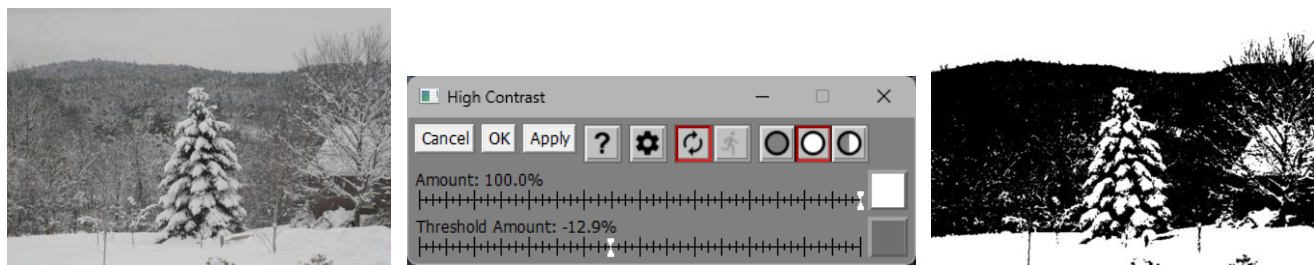 High Contrast
Cancel OK Apply ?
Amount: 100.0%
Threshold Amount: -12.9%